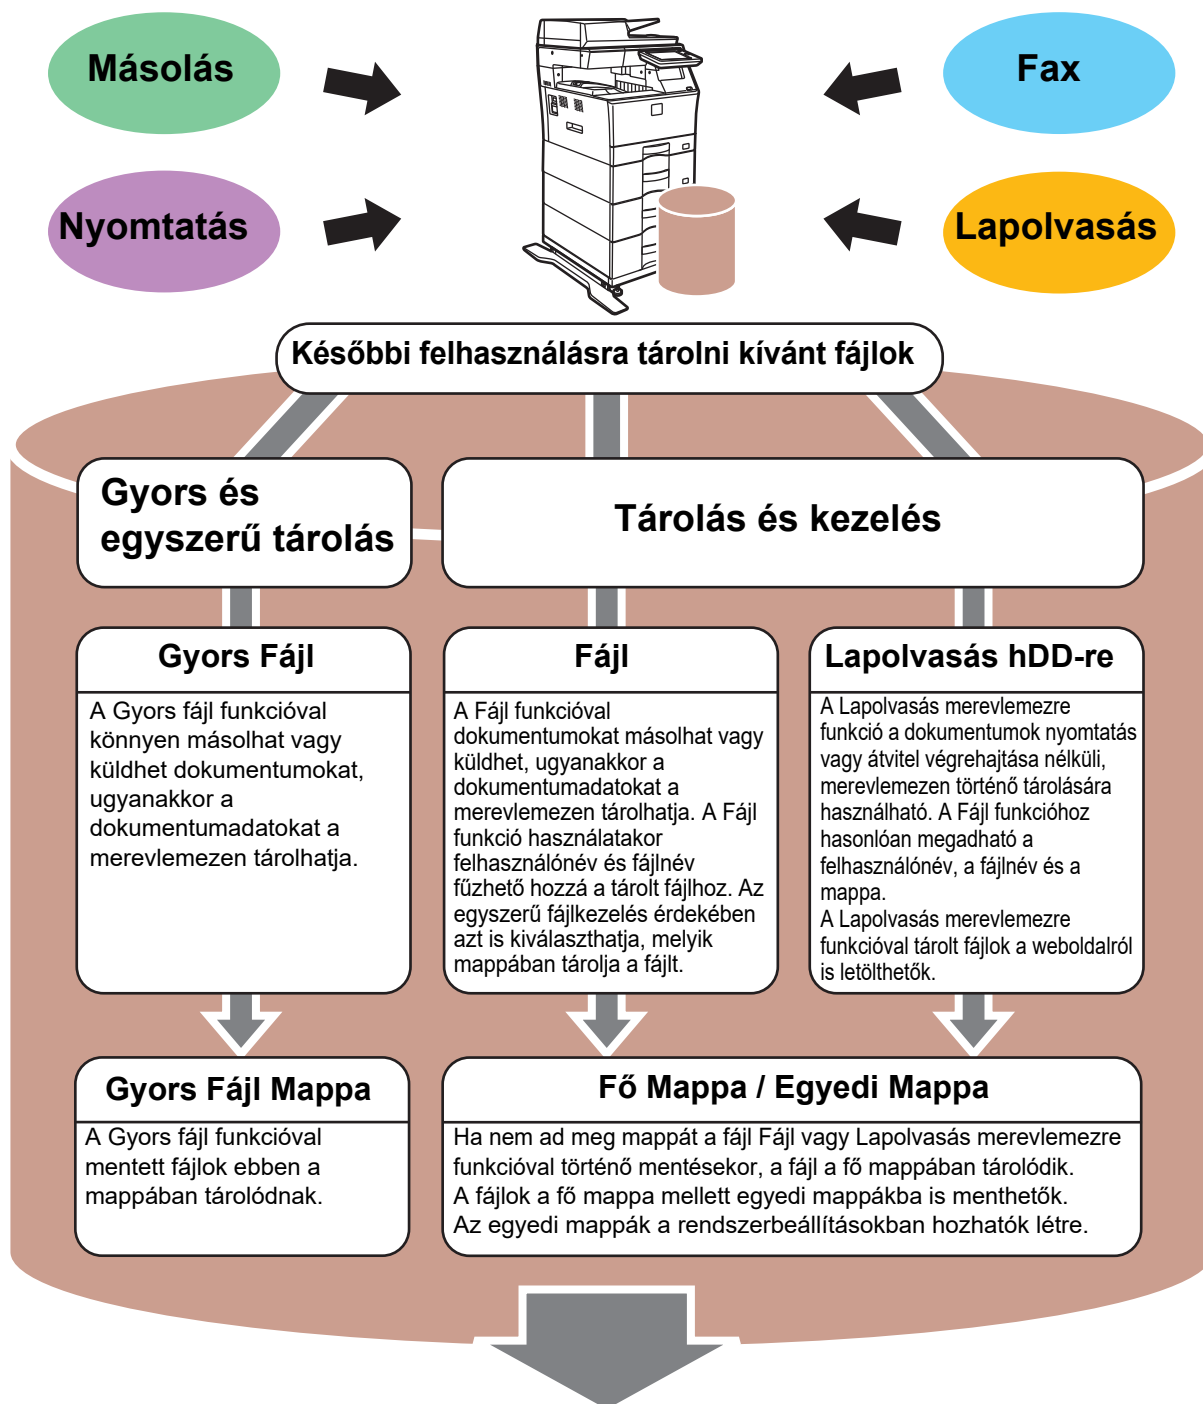 Másolás
Fax
Nyomtatás
Lapolvasás
Későbbi felhasználásra tárolni kívánt fájlok
Gyors és
egyszerű tárolás
Tárolás és kezelés
Gyors Fájl
A Gyors fájl funkcióval
könnyen másolhat vagy
küldhet dokumentumokat,
ugyanakkor a
dokumentumadatokat a
merevlemezen tárolhatja.
Fájl
A Fájl funkcióval
dokumentumokat másolhat vagy
küldhet, ugyanakkor a
dokumentumadatokat a
merevlemezen tárolhatja. A Fájl
funkció használatakor
felhasználónév és fájlnév
fűzhető hozzá a tárolt fájlhoz. Az
egyszerű fájlkezelés érdekében
azt is kiválaszthatja, melyik
mappában tárolja a fájlt.
Lapolvasás hDD-re
A Lapolvasás merevlemezre
funkció a dokumentumok nyomtatás
vagy átvitel végrehajtása nélküli,
merevlemezen történő tárolására
használható. A Fájl funkcióhoz
hasonlóan megadható a
felhasználónév, a fájlnév és a
mappa.
A Lapolvasás merevlemezre
funkcióval tárolt fájlok a weboldalról
is letölthetők.
Gyors Fájl Mappa
A Gyors fájl funkcióval
mentett fájlok ebben a
mappában tárolódnak.
Fő Mappa / Egyedi Mappa
Ha nem ad meg mappát a fájl Fájl vagy Lapolvasás merevlemezre
funkcióval történő mentésekor, a fájl a fő mappában tárolódik.
A fájlok a fő mappa mellett egyedi mappákba is menthetők.
Az egyedi mappák a rendszerbeállításokban hozhatók létre.